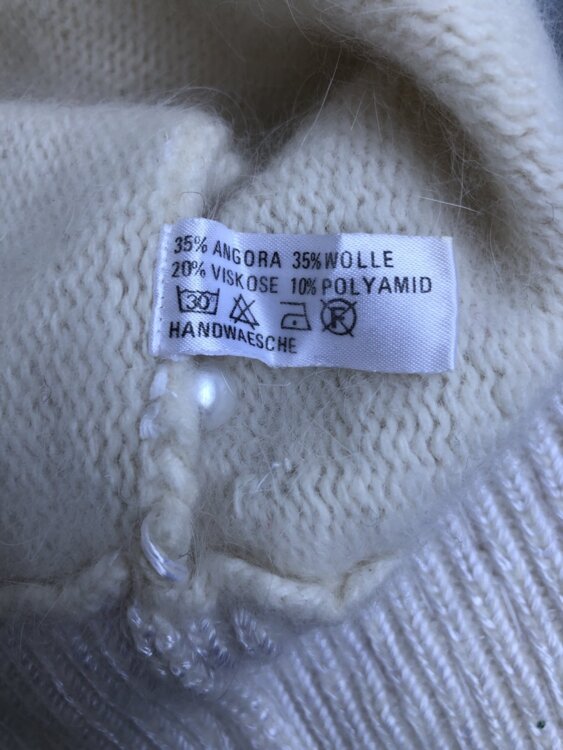 35% ANGORA 35% WOLLE
20% VISKOSE 10% POLYAMID
30 F
HANDWAESCHE